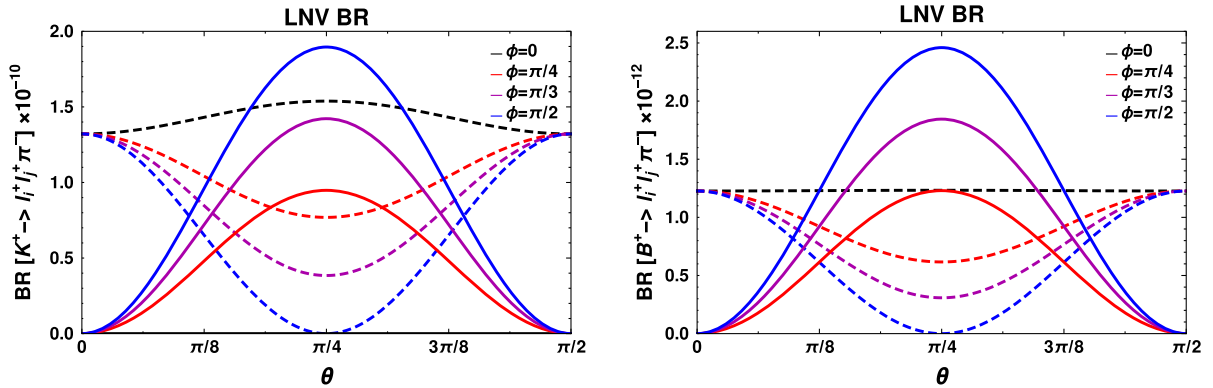 LNV BR
BR [K⁺−> l_i⁺l_j⁺π⁻] ×10⁻¹⁰
2.0
1.5
1.0
0.5
0.0
ϕ=0
ϕ=π/4
ϕ=π/3
ϕ=π/2
0
π/8
π/4
3π/8
π/2
θ
LNV BR
BR [B⁺−> l_i⁺l_j⁺π⁻] ×10⁻¹²
2.5
2.0
1.5
1.0
0.5
0.0
ϕ=0
ϕ=π/4
ϕ=π/3
ϕ=π/2
0
π/8
π/4
3π/8
π/2
θ